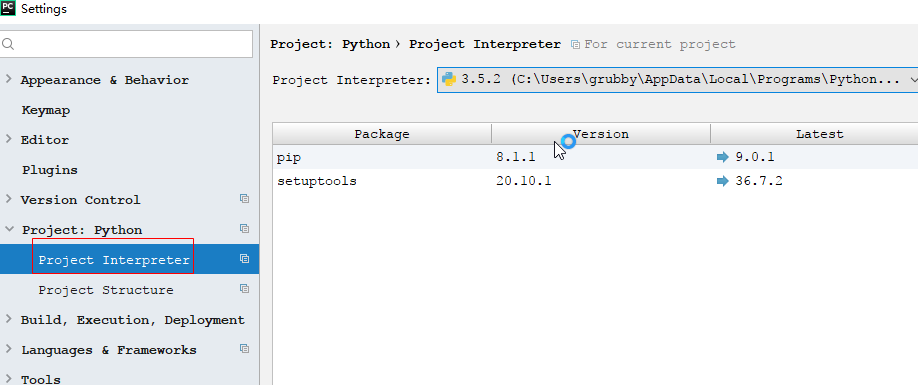 PC Settings
Project: Python › Project Interpreter For current project
Project Interpreter: 3.5.2 (C:\Users\grubby\AppData\Local\Programs\Python...
Appearance & Behavior
Keymap
Editor
Plugins
Version Control
Project: Python
Project Interpreter
Project Structure
Build, Execution, Deployment
Languages & Frameworks
Tools
Package Version Latest
pip 8.1.1 9.0.1
setuptools 20.10.1 36.7.2